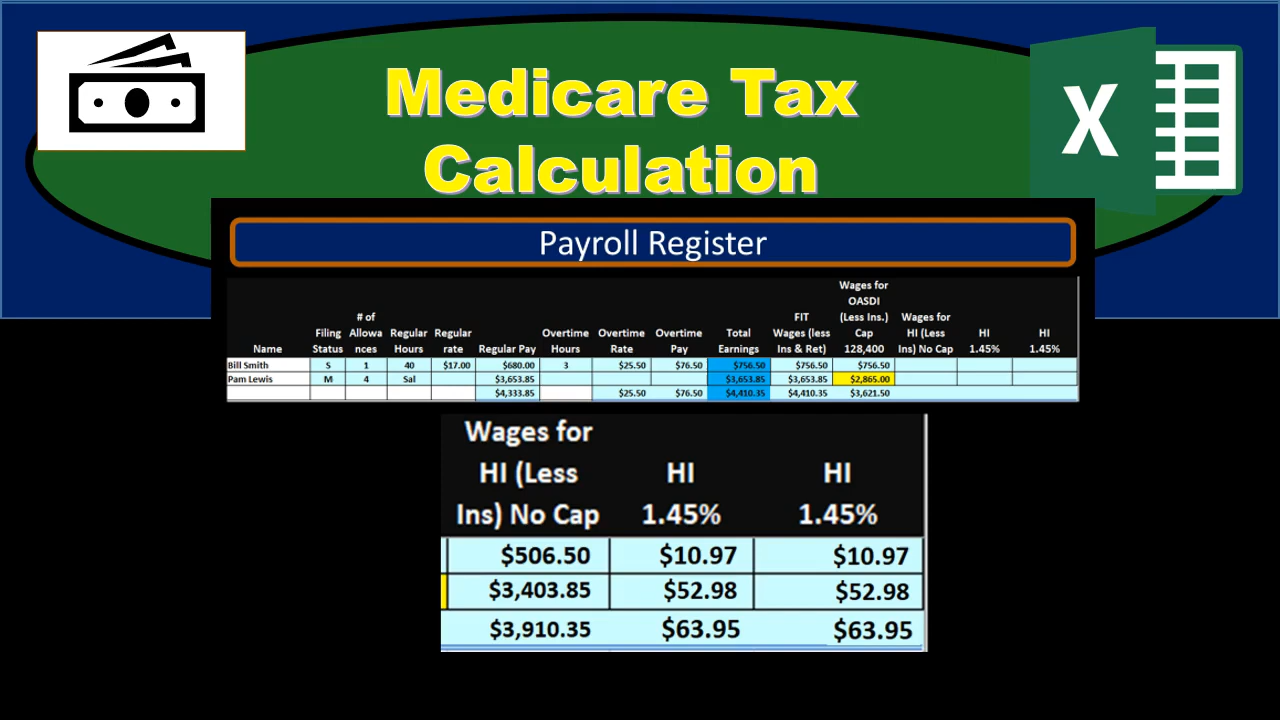 Medicare Tax
Calculation
X
Payroll Register
Name Filing Status # of Allowa nces Regular Hours Regular rate Regular Pay Overtime Hours Overtime Rate Overtime Pay Total Earnings FIT Wages (less Ins & Ret) Wages for OASDI (Less Ins.) Cap 128,400 Wages for HI (Less Ins) No Cap HI 1.45% HI 1.45%
Bill Smith S 1 40 $17.00 $680.00 3 $25.50 $76.50 $756.50 $756.50 $756.50
Pam Lewis M 4 Sal $3,653.85 $3,653.85 $3,653.85 $2,865.00
$4,333.85 $25.50 $76.50 $4,410.35 $4,410.35 $3,621.50
Wages for
HI (Less HI HI
Ins) No Cap 1.45% 1.45%
$506.50 $10.97 $10.97
$3,403.85 $52.98 $52.98
$3,910.35 $63.95 $63.95